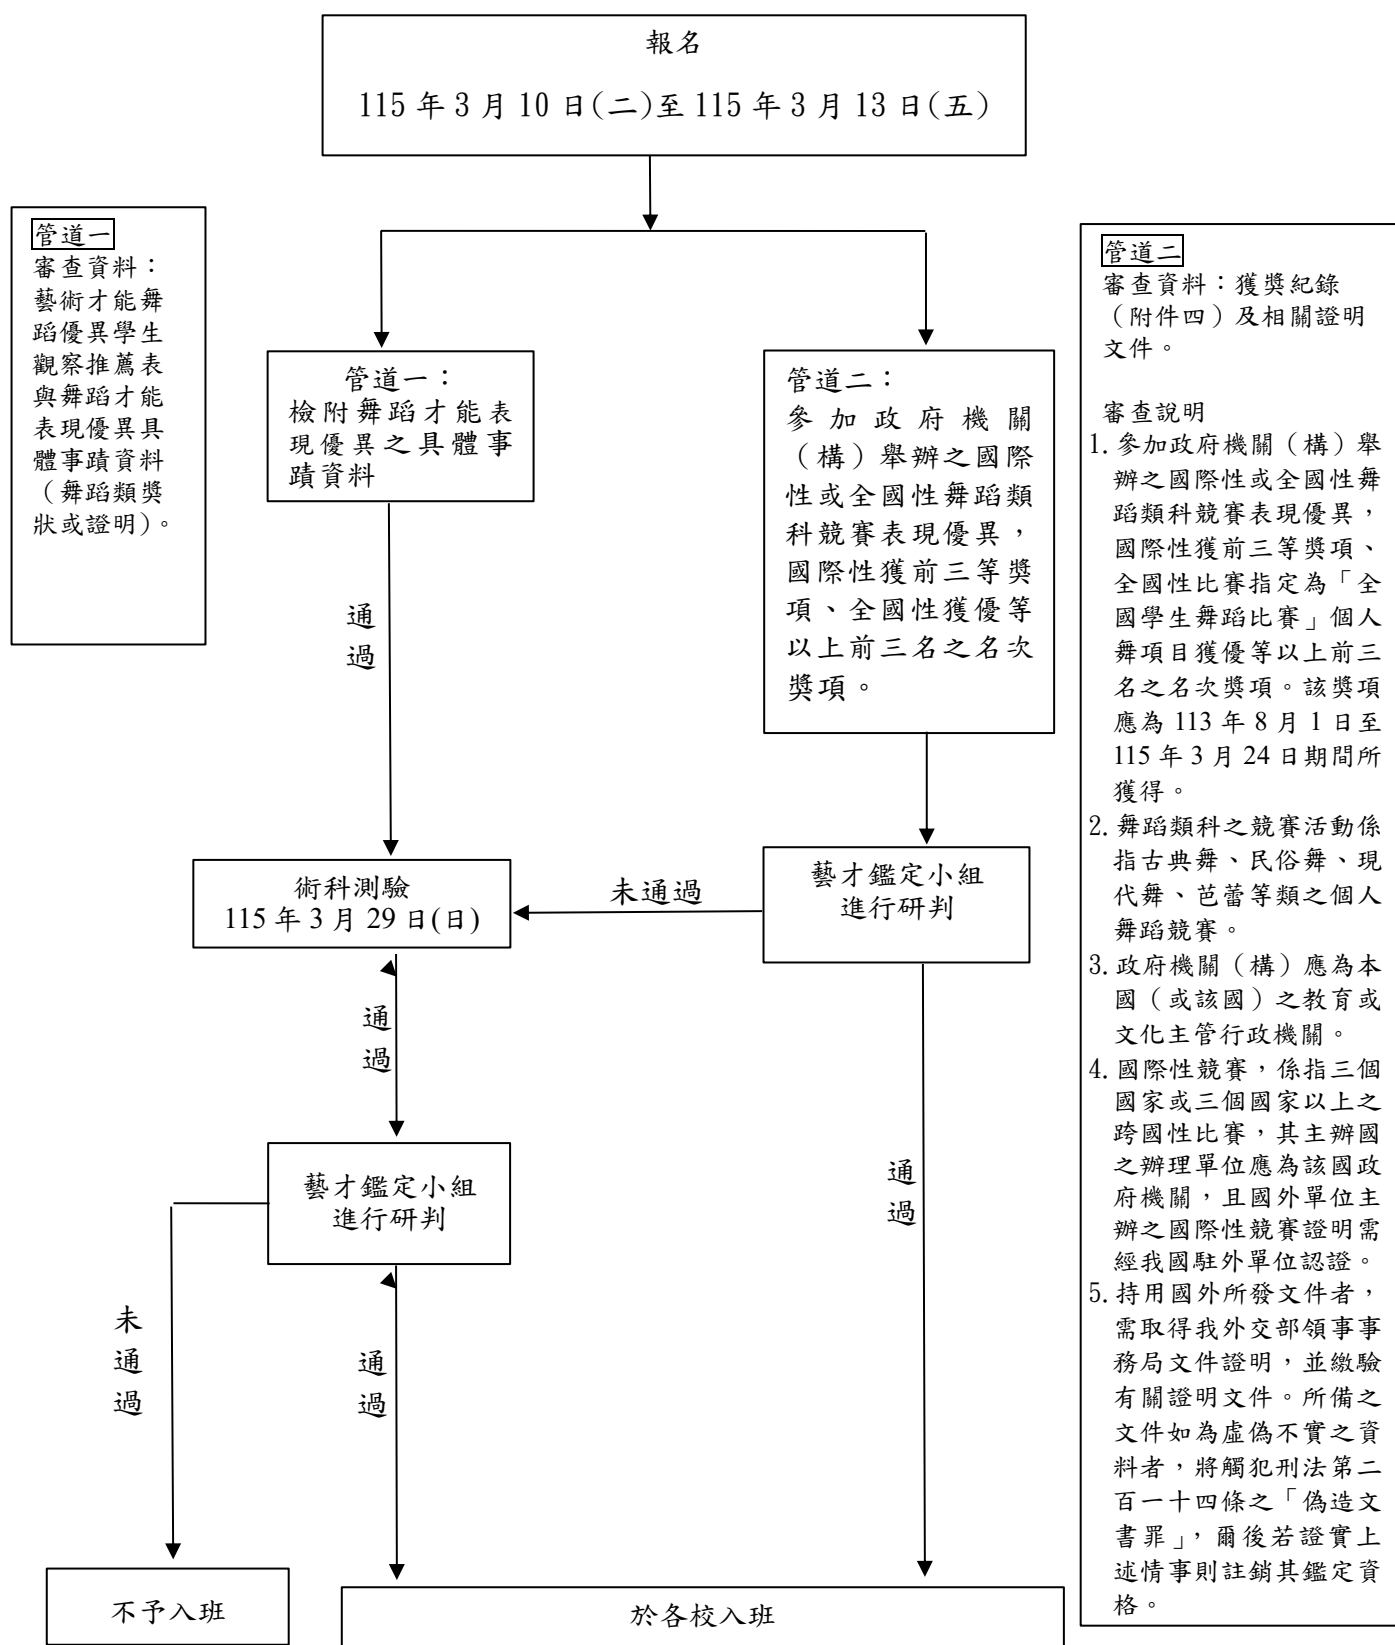 報名
115 年 3 月 10 日(二)至 115 年 3 月 13 日(五)
管道一
審查資料：
藝術才能舞
蹈優異學生
觀察推薦表
與舞蹈才能
表現優異具
體事蹟資料
（舞蹈類獎
狀或證明）。
管道一：
檢附舞蹈才能表
現優異之具體事
蹟資料
管道二：
參加政府機關
（構）舉辦之國際
性或全國性舞蹈類
科競賽表現優異，
國際性獲前三等獎
項、全國性獲優等
以上前三名之名次
獎項。
管道二
審查資料：獲獎紀錄
（附件四）及相關證明
文件。
審查說明
1. 參加政府機關（構）舉
辦之國際性或全國性舞
蹈類科競賽表現優異，
國際性獲前三等獎項、
全國性比賽指定為「全
國學生舞蹈比賽」個人
舞項目獲優等以上前三
名之名次獎項。該獎項
應為 113 年 8 月 1 日至
115 年 3 月 24 日期間所
獲得。
2. 舞蹈類科之競賽活動係
指古典舞、民俗舞、現
代舞、芭蕾等類之個人
舞蹈競賽。
3. 政府機關（構）應為本
國（或該國）之教育或
文化主管行政機關。
4. 國際性競賽，係指三個
國家或三個國家以上之
跨國性比賽，其主辦國
之辦理單位應為該國政
府機關，且國外單位主
辦之國際性競賽證明需
經我國駐外單位認證。
5. 持用國外所發文件者，
需取得我外交部領事事
務局文件證明，並繳驗
有關證明文件。所備之
文件如為虛偽不實之資
料者，將觸犯刑法第二
百一十四條之「偽造文
書罪」，爾後若證實上
述情事則註銷其鑑定資
格。
通過
術科測驗
115 年 3 月 29 日(日)
未通過
藝才鑑定小組
進行研判
通過
藝才鑑定小組
進行研判
通過
未通過
通過
不予入班
於各校入班